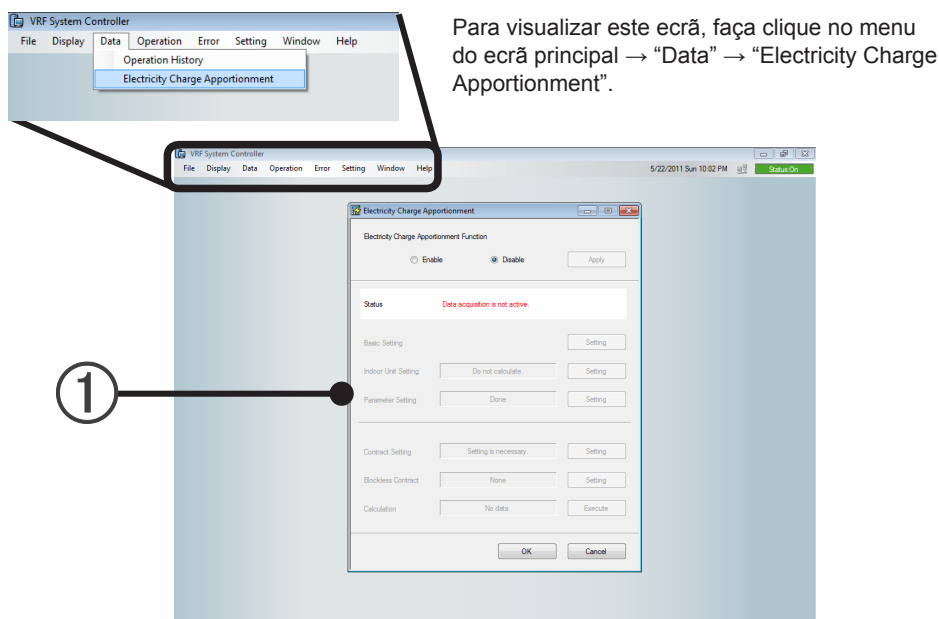 VRF System Controller
File Display Data Operation Error Setting Window Help
Operation History
Electricity Charge Apportionment
Para visualizar este ecrã, faça clique no menu
do ecrã principal → “Data” → “Electricity Charge
Apportionment”.
VRF System Controller
File Display Data Operation Error Setting Window Help 5/22/2011 Sun 10:02 PM Status:On
Electricity Charge Apportionment
Electricity Charge Apportionment Function
Enable Disable Apply
Status Data acquisition is not active.
Basic Setting Setting
Indoor Unit Setting Do not calculate. Setting
Parameter Setting Done Setting
1
Contract Setting Setting is necessary. Setting
Blockless Contract None Setting
Calculation No data. Execute
OK Cancel